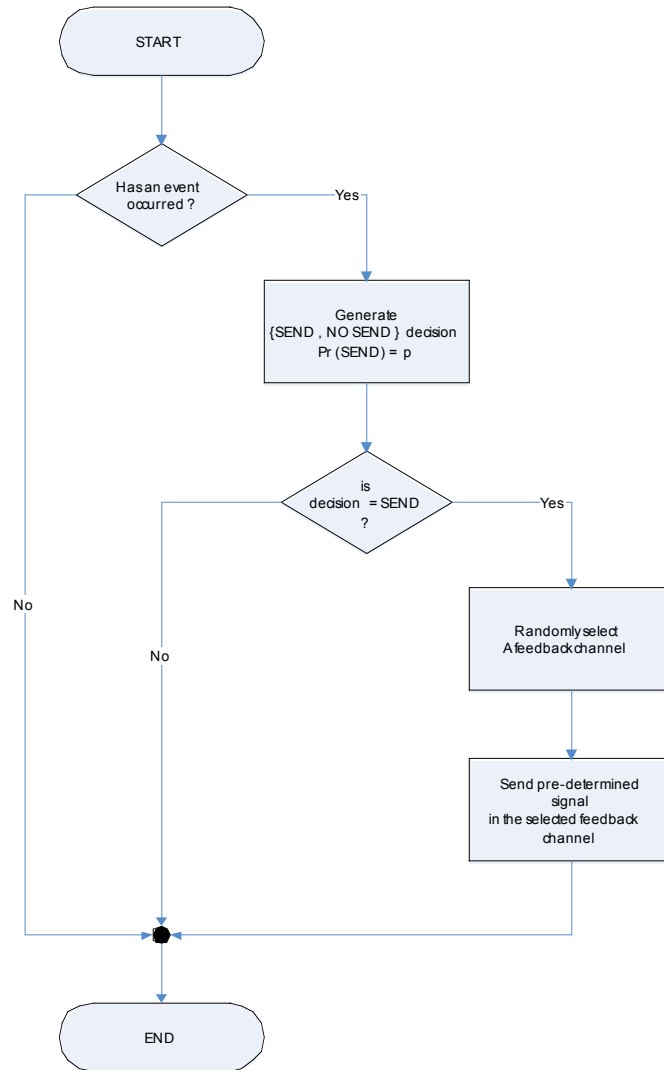 START
Has an event
occurred ?
Yes
Generate
{SEND , NO SEND } decision
Pr (SEND) = p
is
decision = SEND
?
Yes
No
Randomly select
A feedback channel
No
Send pre-determined
signal
in the selected feedback
channel
END